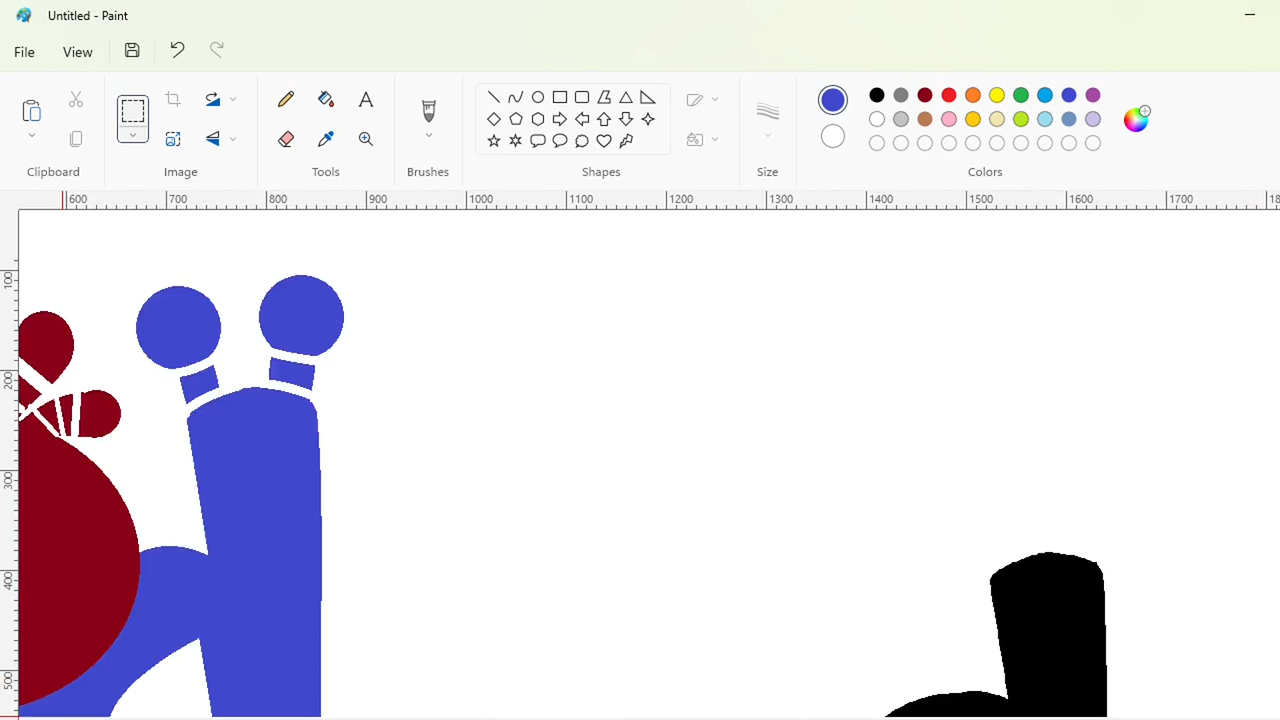 Untitled - Paint
File View
Clipboard Image Tools Brushes Shapes Size Colors
600 700 800 900 1000 1100 1200 1300 1400 1500 1600 1700 18
100
200
300
400
500